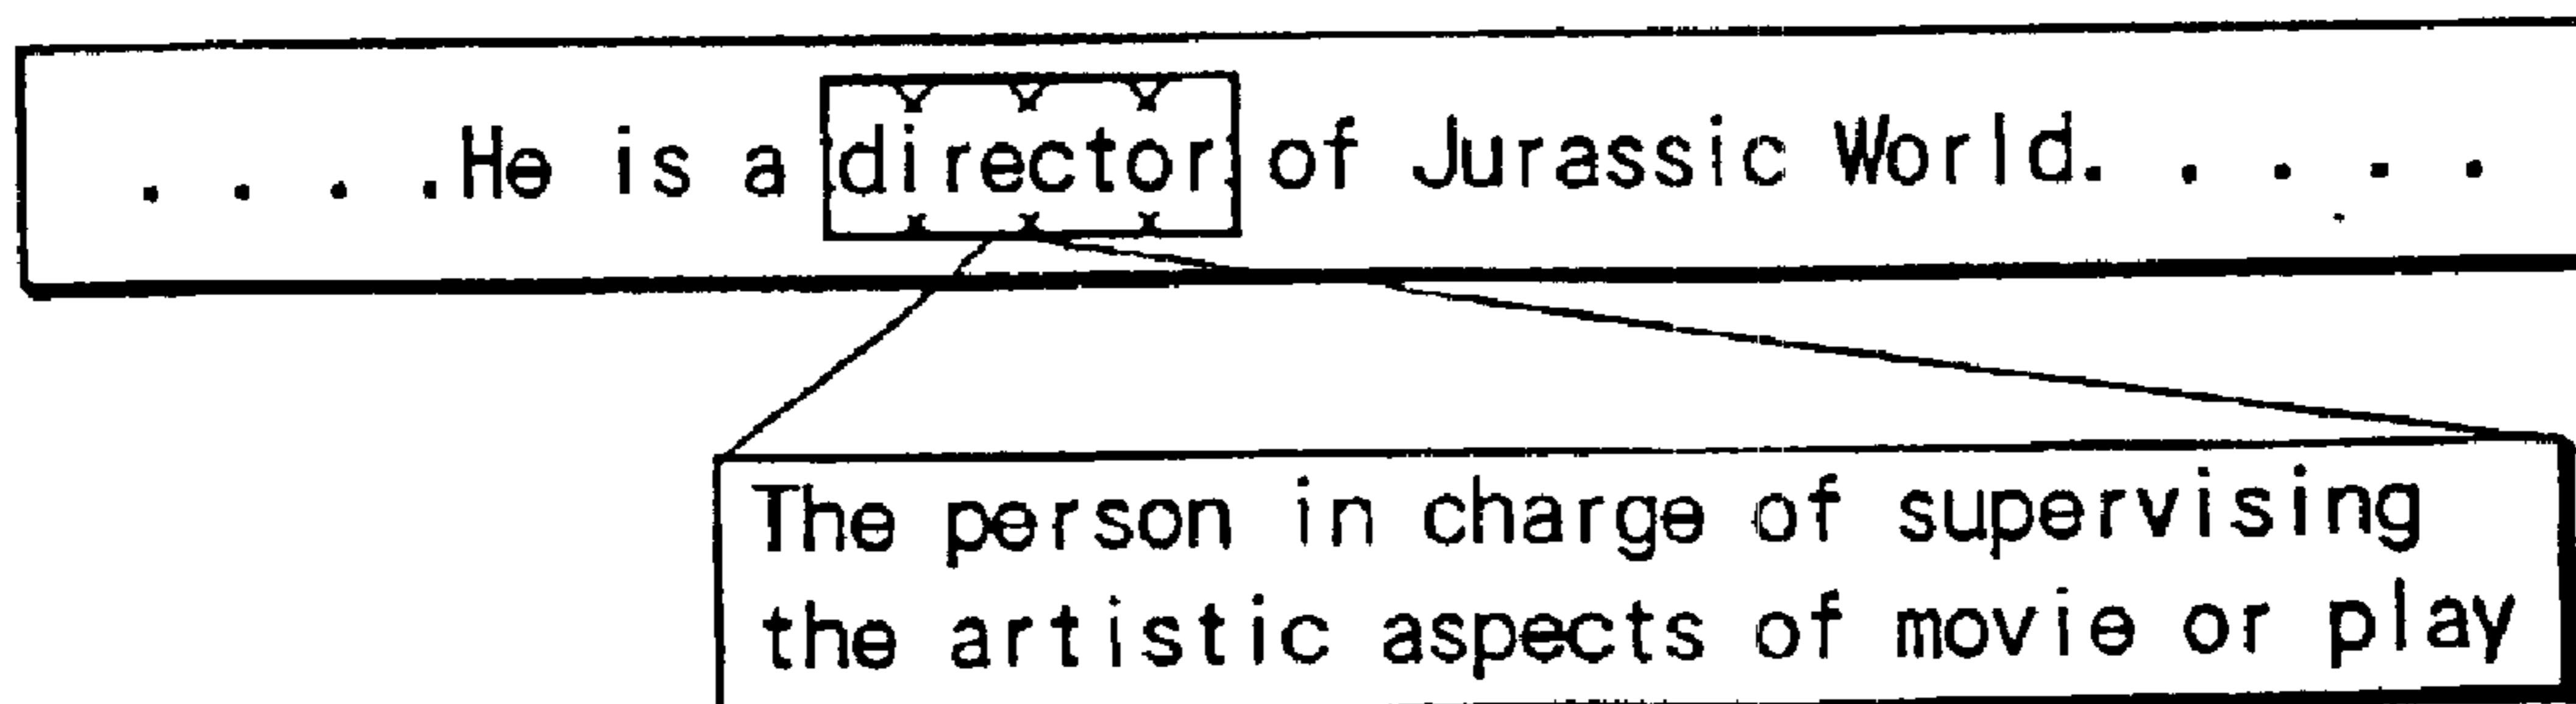 . . . .He is a director of Jurassic World. . . . .
The person in charge of supervising
the artistic aspects of movie or play